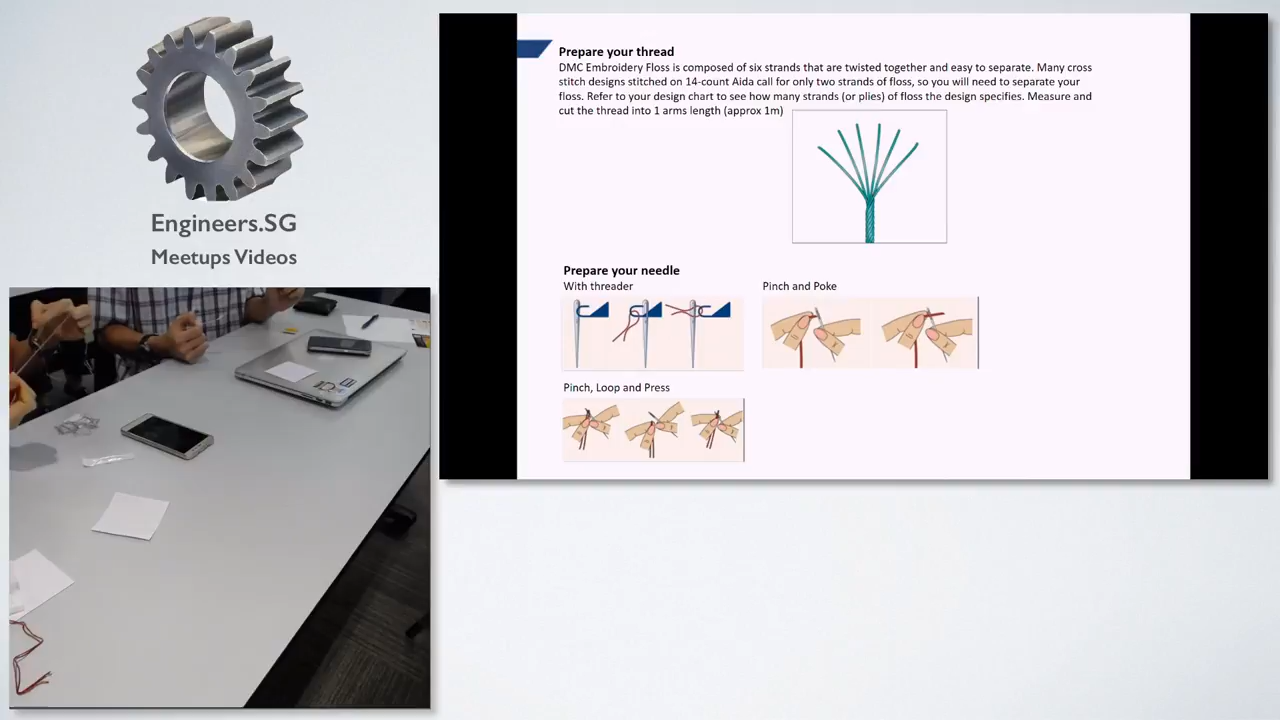 Engineers.SG
Meetups Videos
Prepare your thread
DMC Embroidery Floss is composed of six strands that are twisted together and easy to separate. Many cross
stitch designs stitched on 14-count Aida call for only two strands of floss, so you will need to separate your
floss. Refer to your design chart to see how many strands (or plies) of floss the design specifies. Measure and
cut the thread into 1 arms length (approx 1m)
Prepare your needle
With threader
Pinch and Poke
Pinch, Loop and Press